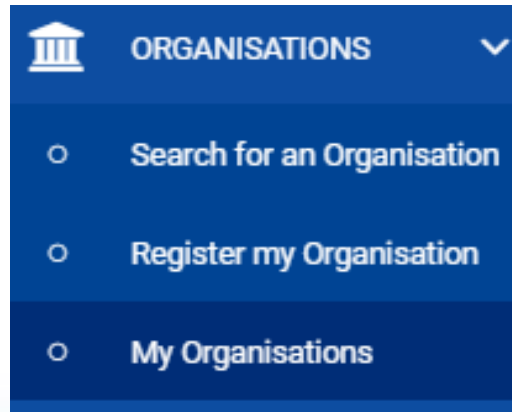 ORGANISATIONS
Search for an Organisation
Register my Organisation
My Organisations